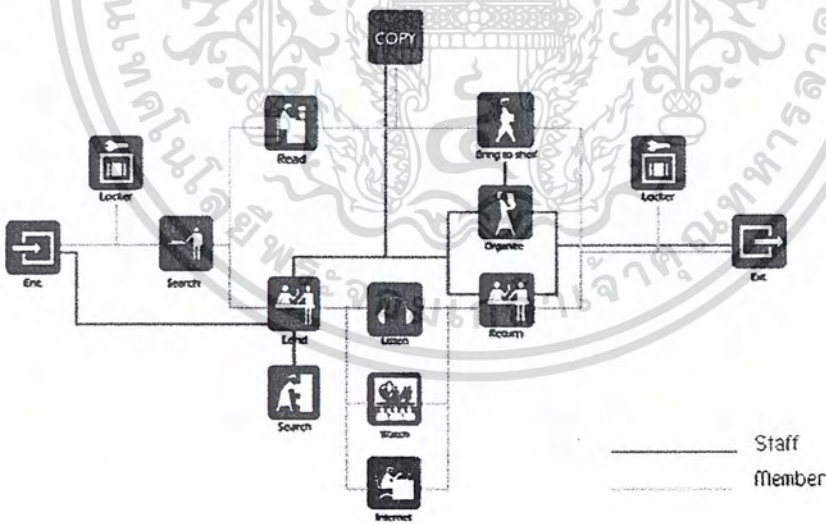 COPY
Read
Bring to shelf
Locker
Locker
Organize
Ent.
Search
Exit
Lend
Listen
Return
Search
Watch
Internet
Staff
Member